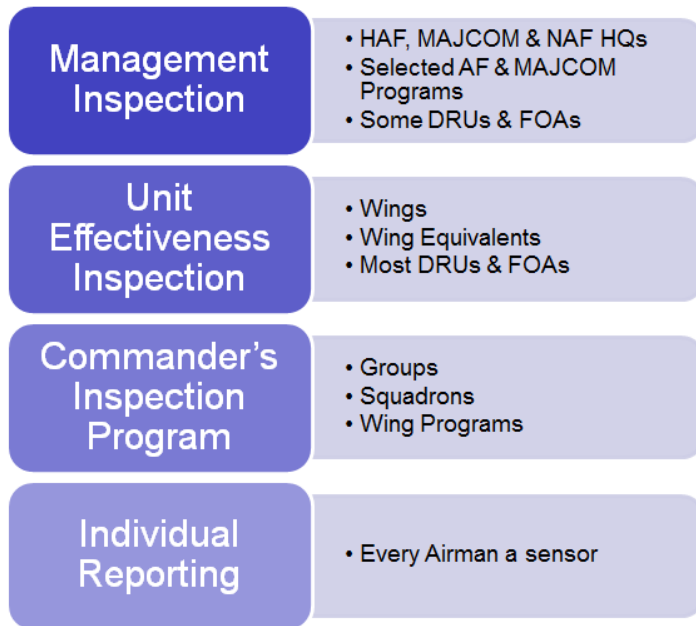 Management
Inspection
• HAF, MAJCOM & NAF HQs
• Selected AF & MAJCOM
Programs
• Some DRUs & FOAs
Unit
Effectiveness
Inspection
• Wings
• Wing Equivalents
• Most DRUs & FOAs
Commander's
Inspection
Program
• Groups
• Squadrons
• Wing Programs
Individual
Reporting
• Every Airman a sensor